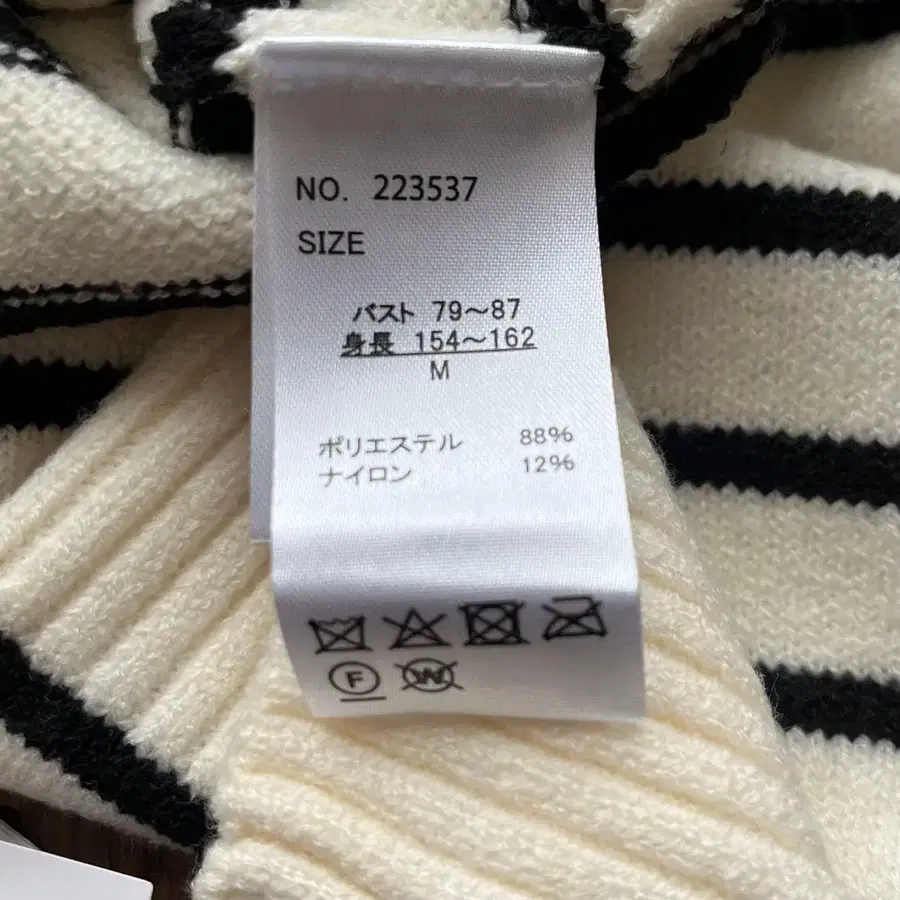 NO. 223537
SIZE
バスト 79～87
身長 154～162
M
ポリエステル 88%
ナイロン 12%
F W